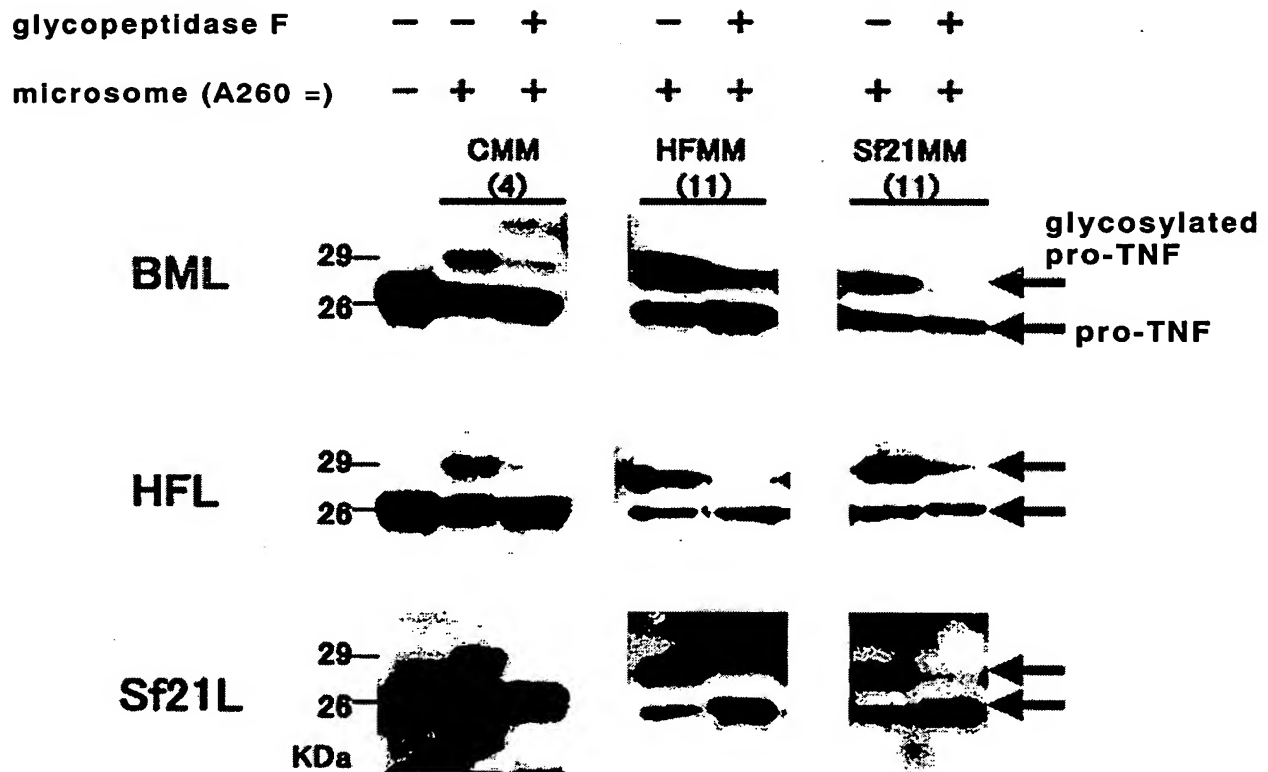 glycopeptidase F − − + − + − +
microsome (A260 =) − + + + + + +
CMM HFMM Sf21MM
(4) (11) (11)
glycosylated
pro-TNF
BML 29
26
pro-TNF
HFL 29
26
Sf21L 29
26
KDa